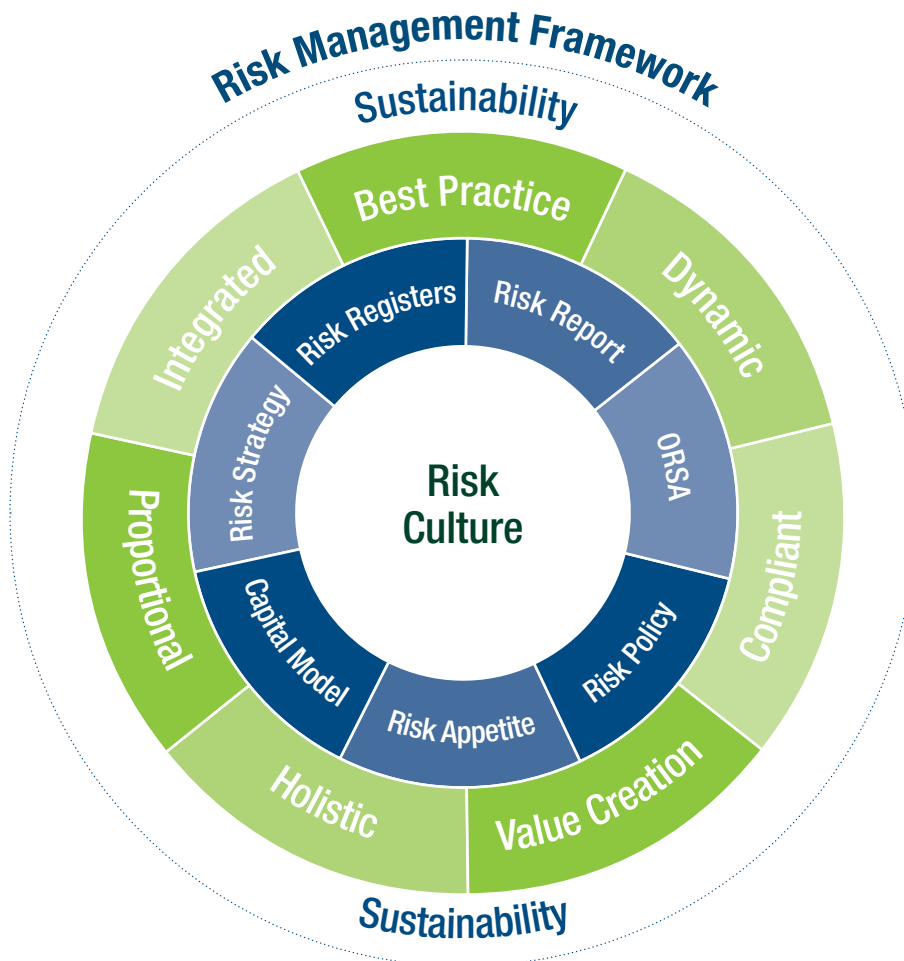 Risk Management Framework
Sustainability
Best Practice
Dynamic
Compliant
Value Creation
Holistic
Proportional
Integrated
Risk Registers
Risk Report
ORSA
Risk Policy
Risk Appetite
Capital Model
Risk Strategy
Risk
Culture
Sustainability